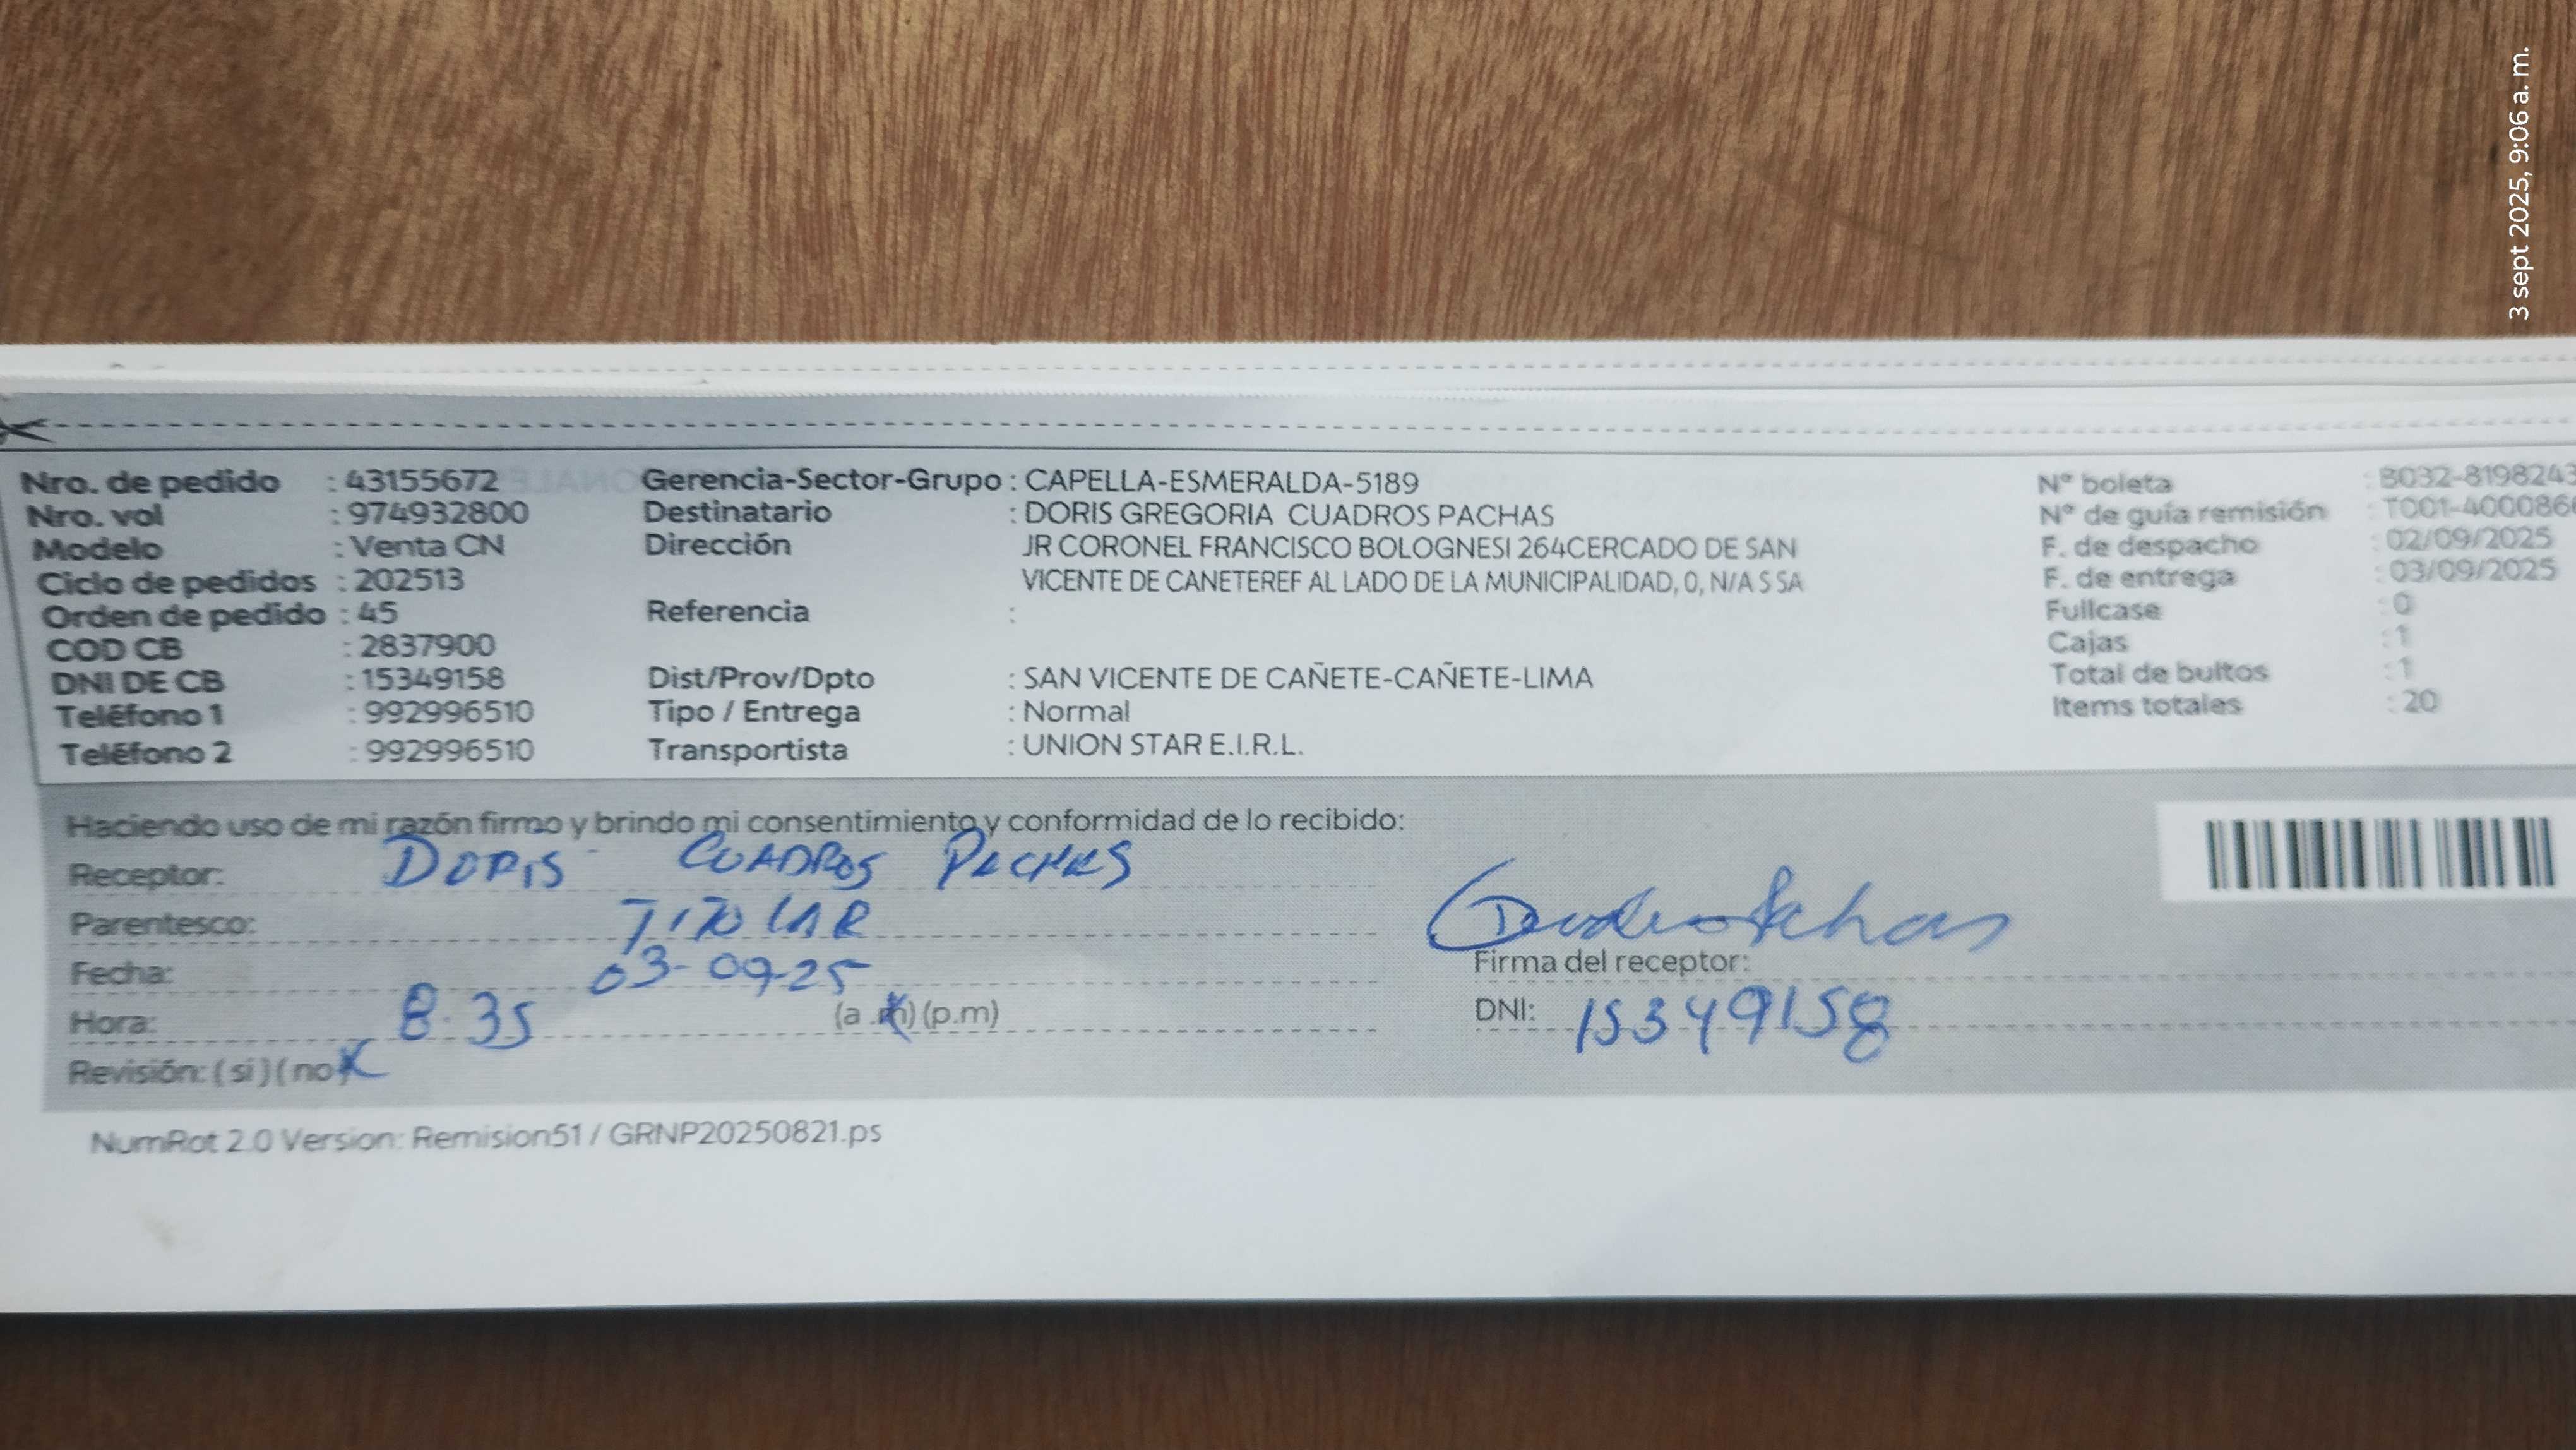 3 sept 2025, 9:06 a. m.
Nro. de pedido : 43155672
Nro. vol : 974932800
Modelo : Venta CN
Ciclo de pedidos : 202513
Orden de pedido : 45
COD CB : 2837900
DNI DE CB : 15349158
Teléfono 1 : 992996510
Teléfono 2 : 992996510
Gerencia-Sector-Grupo : CAPELLA-ESMERALDA-5189
Destinatario : DORIS GREGORIA CUADROS PACHAS
Dirección JR CORONEL FRANCISCO BOLOGNESI 264CERCADO DE SAN
VICENTE DE CANETEREF AL LADO DE LA MUNICIPALIDAD, 0, N/A S SA
Referencia :
Dist/Prov/Dpto : SAN VICENTE DE CAÑETE-CAÑETE-LIMA
Tipo / Entrega : Normal
Transportista : UNION STAR E.I.R.L.
N° boleta : B032-8198243
N° de guía remisión : T001-400086
F. de despacho : 02/09/2025
F. de entrega : 03/09/2025
Fullcase : 0
Cajas : 1
Total de bultos : 1
Items totales : 20
Haciendo uso de mi razón firmo y brindo mi consentimiento y conformidad de lo recibido:
Receptor: DORIS CUADROS PACHAS
Parentesco: TITULAR
Fecha: 03-09-25
Hora: 8.35 (a.m) (p.m)
Revisión: (si) (no)
Firma del receptor:
DNI: 15349158
NumRot 2.0 Version: Remision51 / GRNP20250821.ps